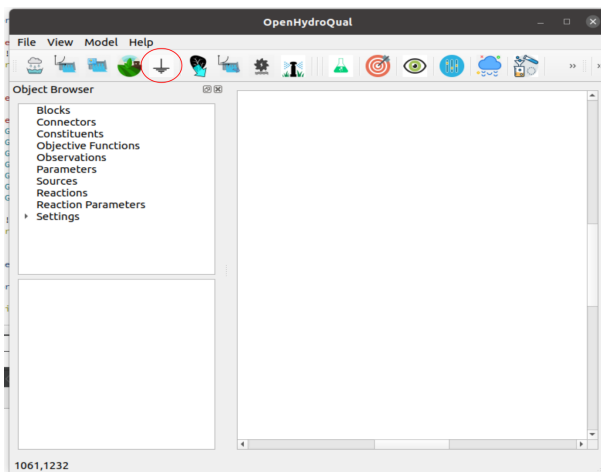 OpenHydroQual
File View Model Help
Object Browser
Blocks
Connectors
Constituents
Objective Functions
Observations
Parameters
Sources
Reactions
Reaction Parameters
Settings
1061,1232